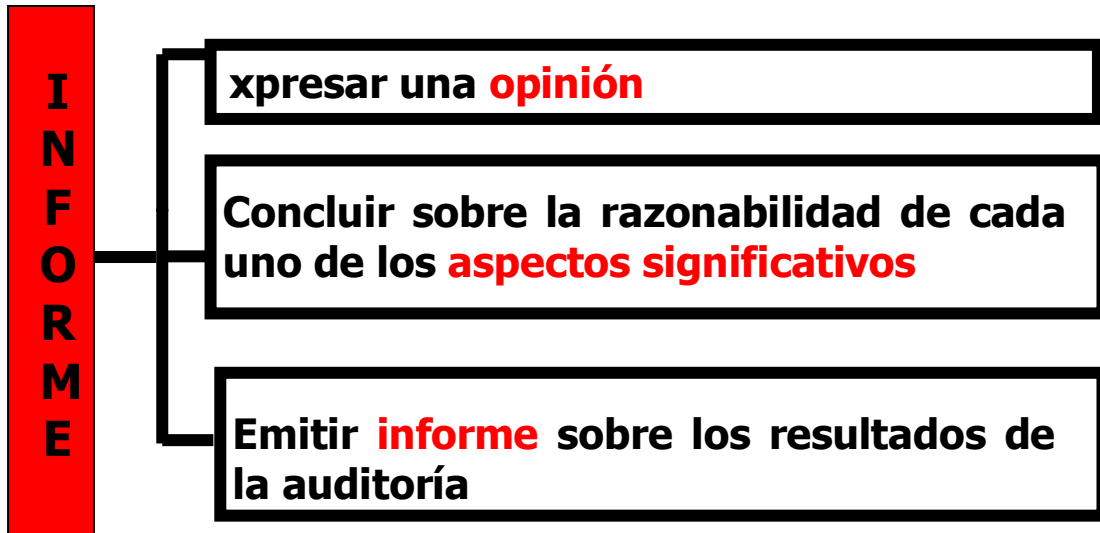 INFORME
xpresar una opinión
Concluir sobre la razonabilidad de cada
uno de los aspectos significativos
Emitir informe sobre los resultados de
la auditoría